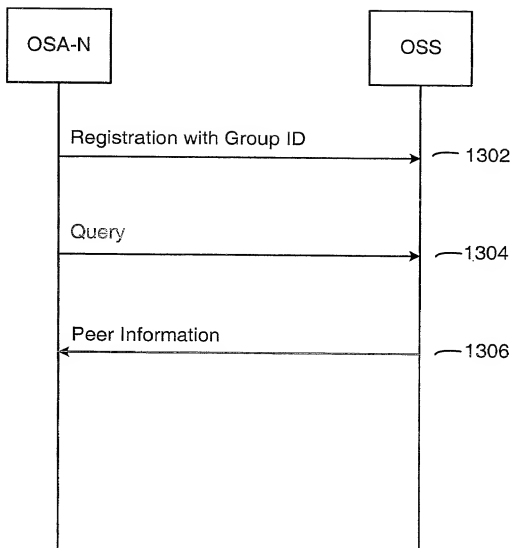 OSA-N
OSS
Registration with Group ID
1302
Query
1304
Peer Information
1306